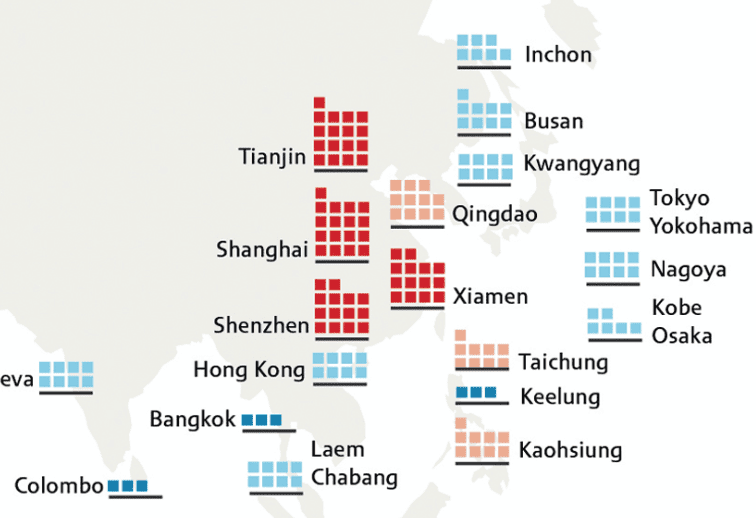 Inchon
Busan
Tianjin
Kwangyang
Tokyo
Yokohama
Qingdao
Shanghai
Nagoya
Xiamen
Kobe
Osaka
Shenzhen
Taichung
Hong Kong
eva
Keelung
Bangkok
Laem
Chabang
Kaohsiung
Colombo